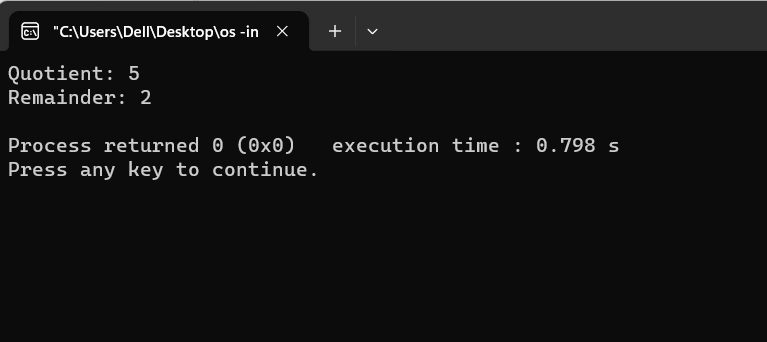 "C:\Users\Dell\Desktop\os -in
Quotient: 5
Remainder: 2
Process returned 0 (0x0)   execution time : 0.798 s
Press any key to continue.